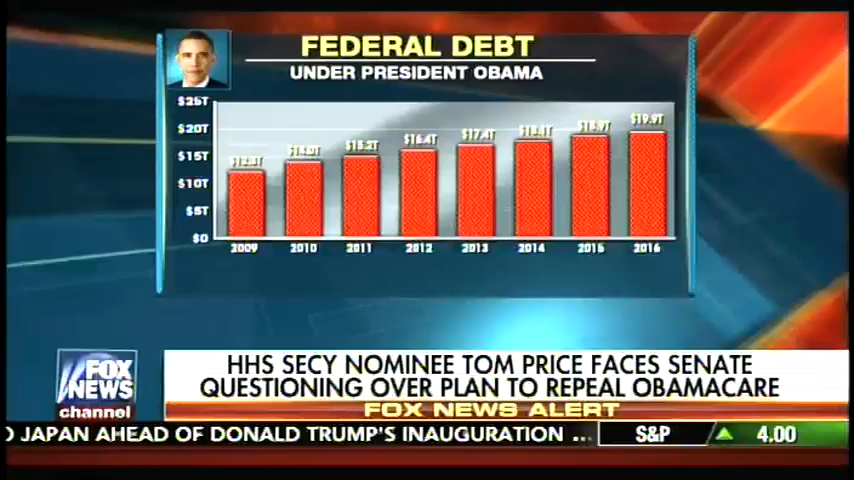 FEDERAL DEBT
UNDER PRESIDENT OBAMA
$25T
$20T
$15T
$10T
$5T
$0
$12.3T $14.0T $15.2T $16.4T $17.4T $18.1T $18.9T $19.9T
2009 2010 2011 2012 2013 2014 2015 2016
FOX
NEWS
channel
HHS SECY NOMINEE TOM PRICE FACES SENATE
QUESTIONING OVER PLAN TO REPEAL OBAMACARE
FOX NEWS ALERT
JAPAN AHEAD OF DONALD TRUMP'S INAUGURATION ... S&P 4.00